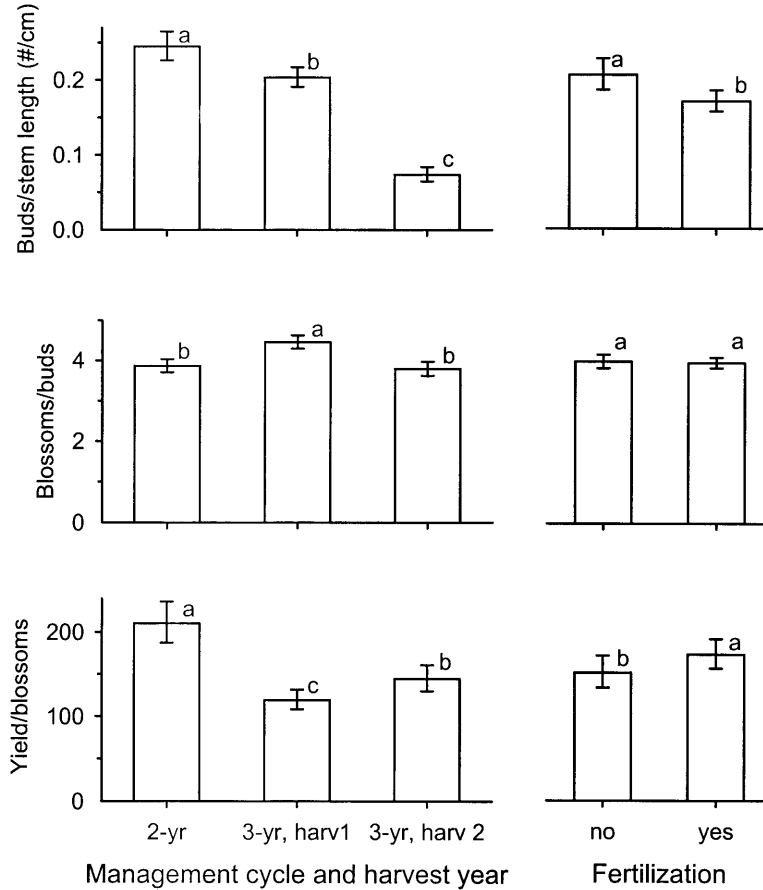 Buds/stem length (#/cm)
0.2
0.1
0.0
a
b
c
a
b
Blossoms/buds
4
2
0
b
a
b
a
a
Yield/blossoms
200
100
0
a
c
b
b
a
2-yr
3-yr, harv1
3-yr, harv 2
no
yes
Management cycle and harvest year
Fertilization